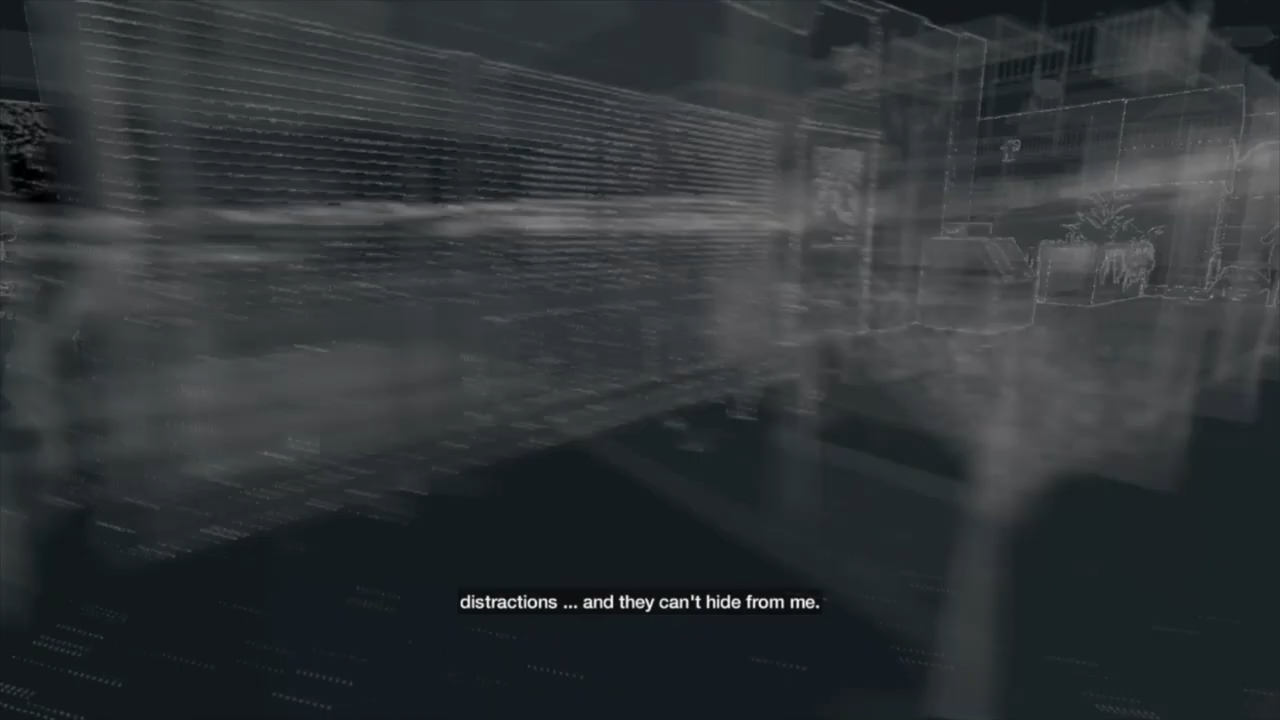 distractions ... and they can't hide from me.